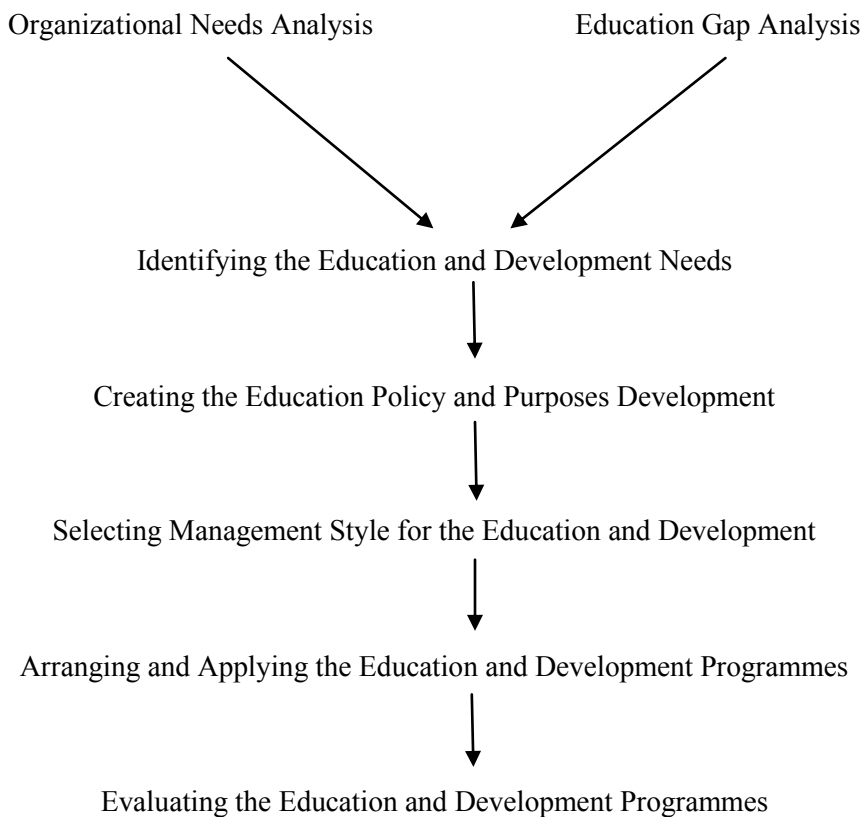 Organizational Needs Analysis
Education Gap Analysis
Identifying the Education and Development Needs
Creating the Education Policy and Purposes Development
Selecting Management Style for the Education and Development
Arranging and Applying the Education and Development Programmes
Evaluating the Education and Development Programmes